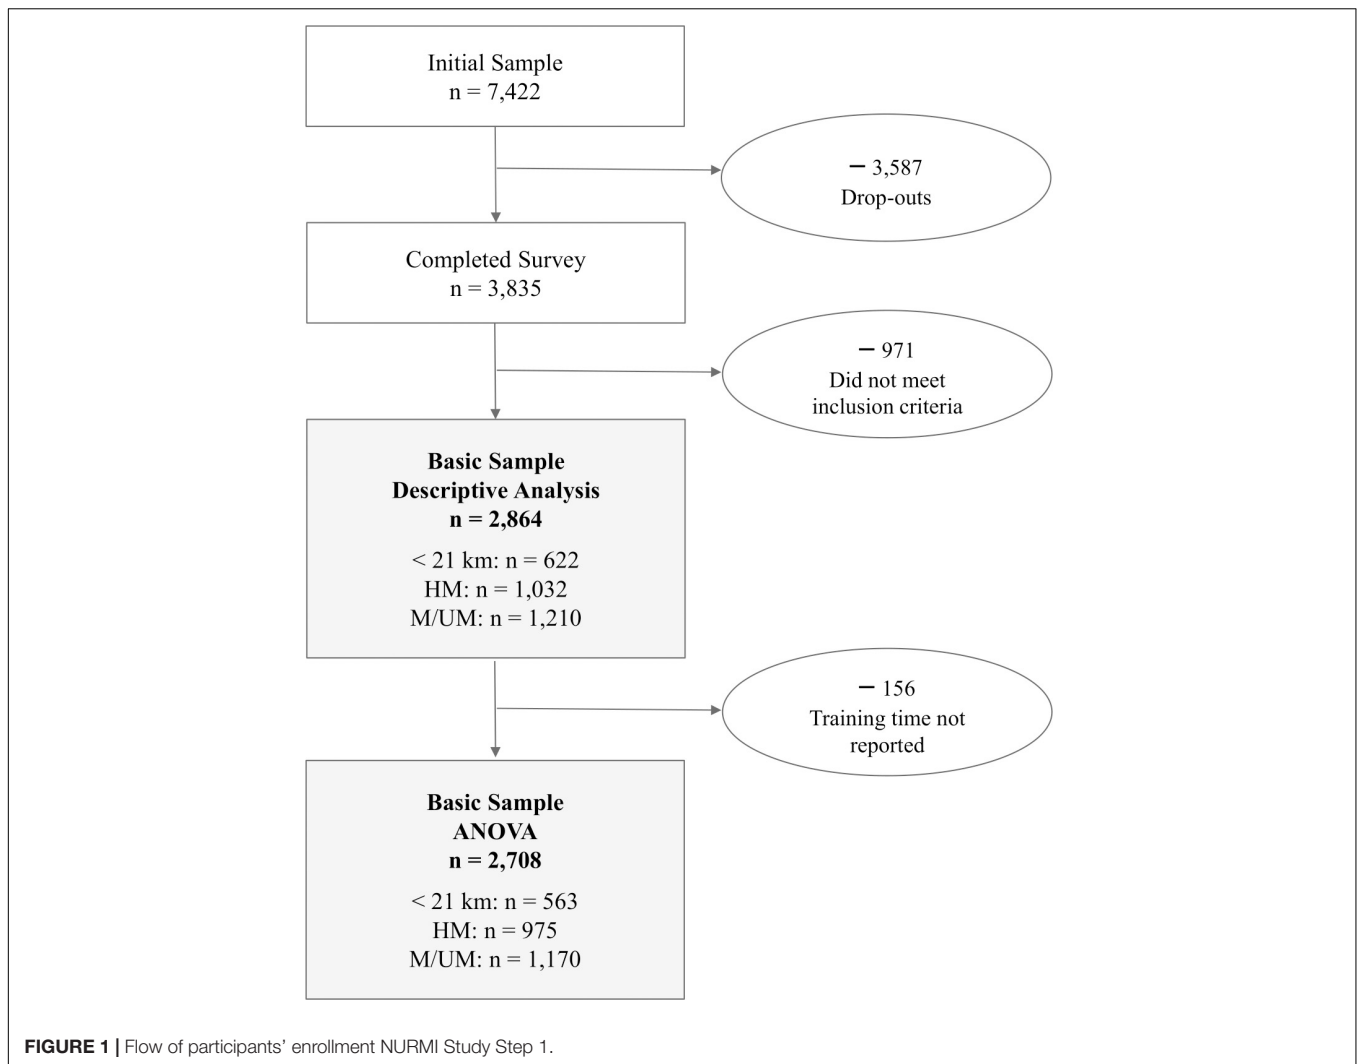 Initial Sample
n = 7,422
− 3,587
Drop-outs
Completed Survey
n = 3,835
− 971
Did not meet
inclusion criteria
Basic Sample
Descriptive Analysis
n = 2,864
< 21 km: n = 622
HM: n = 1,032
M/UM: n = 1,210
− 156
Training time not
reported
Basic Sample
ANOVA
n = 2,708
< 21 km: n = 563
HM: n = 975
M/UM: n = 1,170
FIGURE 1 | Flow of participants’ enrollment NURMI Study Step 1.